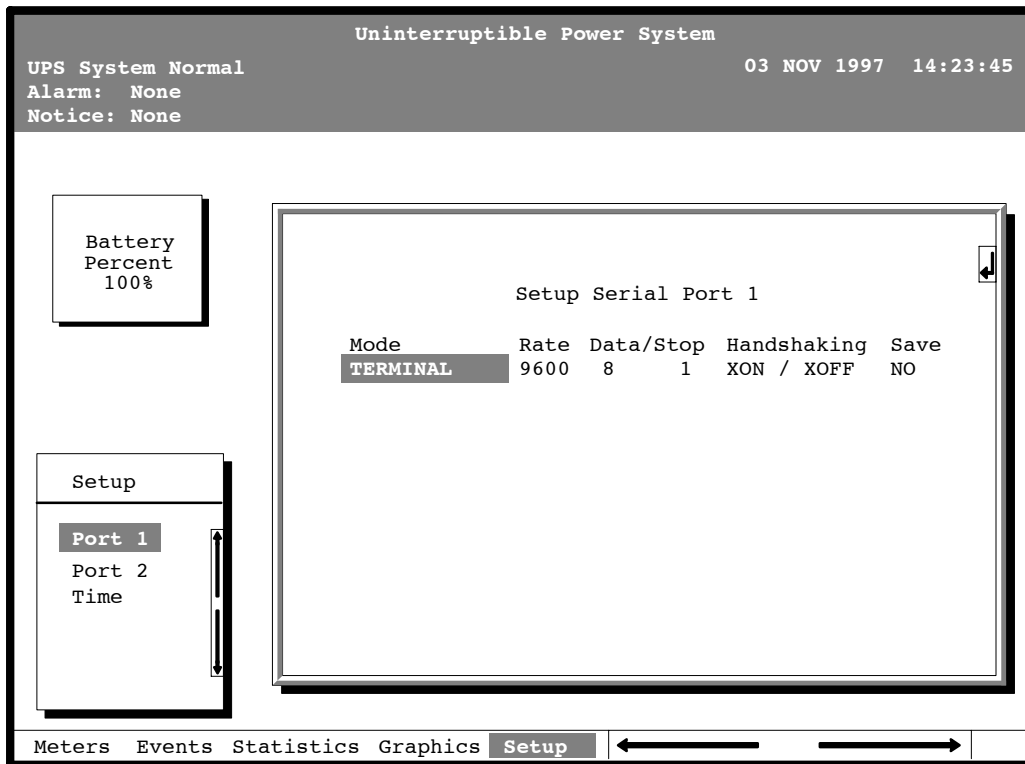 Uninterruptible Power System
UPS System Normal 03 NOV 1997 14:23:45
Alarm: None
Notice: None
Battery
Percent
100%
Setup Serial Port 1
Mode Rate Data/Stop Handshaking Save
TERMINAL 9600 8 1 XON / XOFF NO
Setup
Port 1
Port 2
Time
Meters Events Statistics Graphics Setup